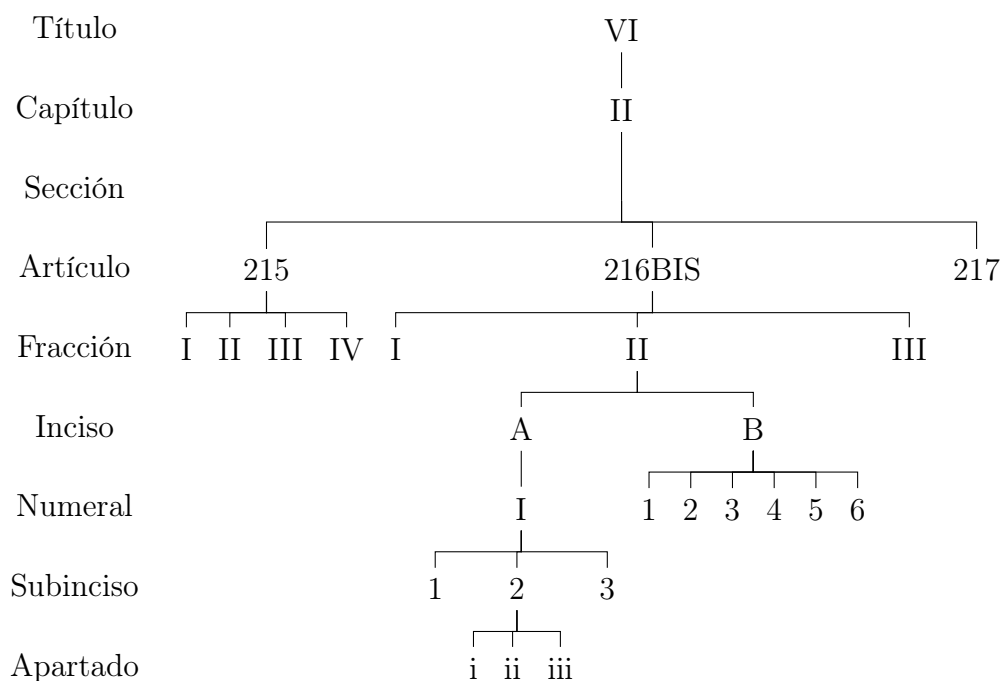 Título VI
Capítulo II
Sección
Artículo 215 216BIS 217
Fracción I II III IV I II III
Inciso A B
Numeral I 1 2 3 4 5 6
Subinciso 1 2 3
Apartado i ii iii